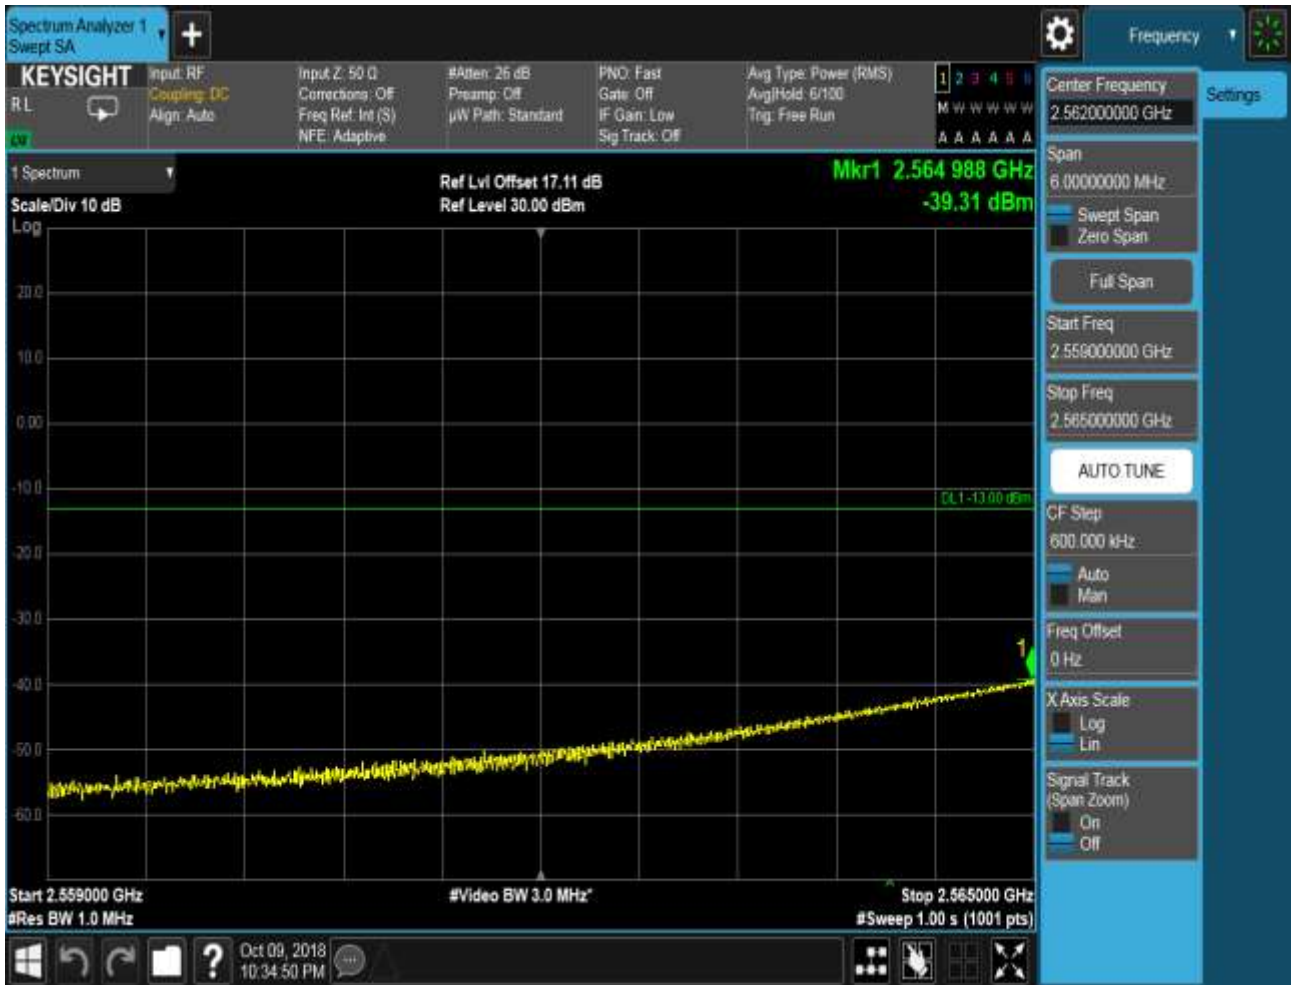 Spectrum Analyzer 1
Swept SA
+
Frequency
KEYSIGHT
RL
Input: RF
Coupling: DC
Align: Auto
Input Z: 50 Ω
Corrections: Off
Freq Ref: Int (S)
NFE: Adaptive
#Atten: 26 dB
Preamp: Off
µW Path: Standard
PNO: Fast
Gate: Off
IF Gain: Low
Sig Track: Off
Avg Type: Power (RMS)
Avg|Hold: 6/100
Trig: Free Run
1 2 3 4 5 6
M W W W W W
A A A A A A
1 Spectrum
Scale/Div 10 dB
Log
Ref Lvl Offset 17.11 dB
Ref Level 30.00 dBm
Mkr1 2.564 988 GHz
-39.31 dBm
20.0
10.0
0.00
-10.0
DL1 -13.00 dBm
-20.0
-30.0
1
-40.0
-50.0
-60.0
Start 2.559000 GHz
#Res BW 1.0 MHz
#Video BW 3.0 MHz*
Stop 2.565000 GHz
#Sweep 1.00 s (1001 pts)
?
Oct 09, 2018
10:34:50 PM
Center Frequency
2.562000000 GHz
Settings
Span
6.00000000 MHz
Swept Span
Zero Span
Full Span
Start Freq
2.559000000 GHz
Stop Freq
2.565000000 GHz
AUTO TUNE
CF Step
600.000 kHz
Auto
Man
Freq Offset
0 Hz
X Axis Scale
Log
Lin
Signal Track
(Span Zoom)
On
Off